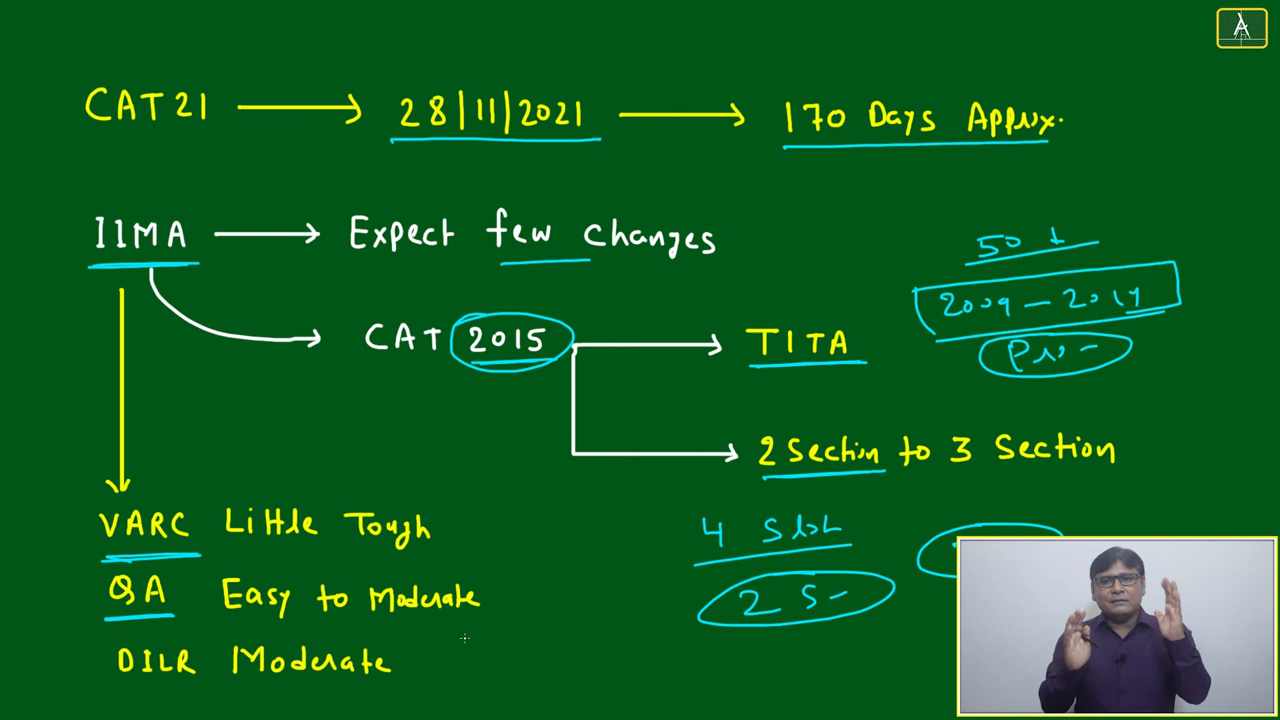 CAT21 28/11/2021 170 Days Approx.
IIMA Expect few changes
50 ↓
2009 - 2014
CAT 2015 TITA
2 Section to 3 Section
VARC Little Tough
4 Slot
QA Easy to Moderate
2 S-
DILR Moderate